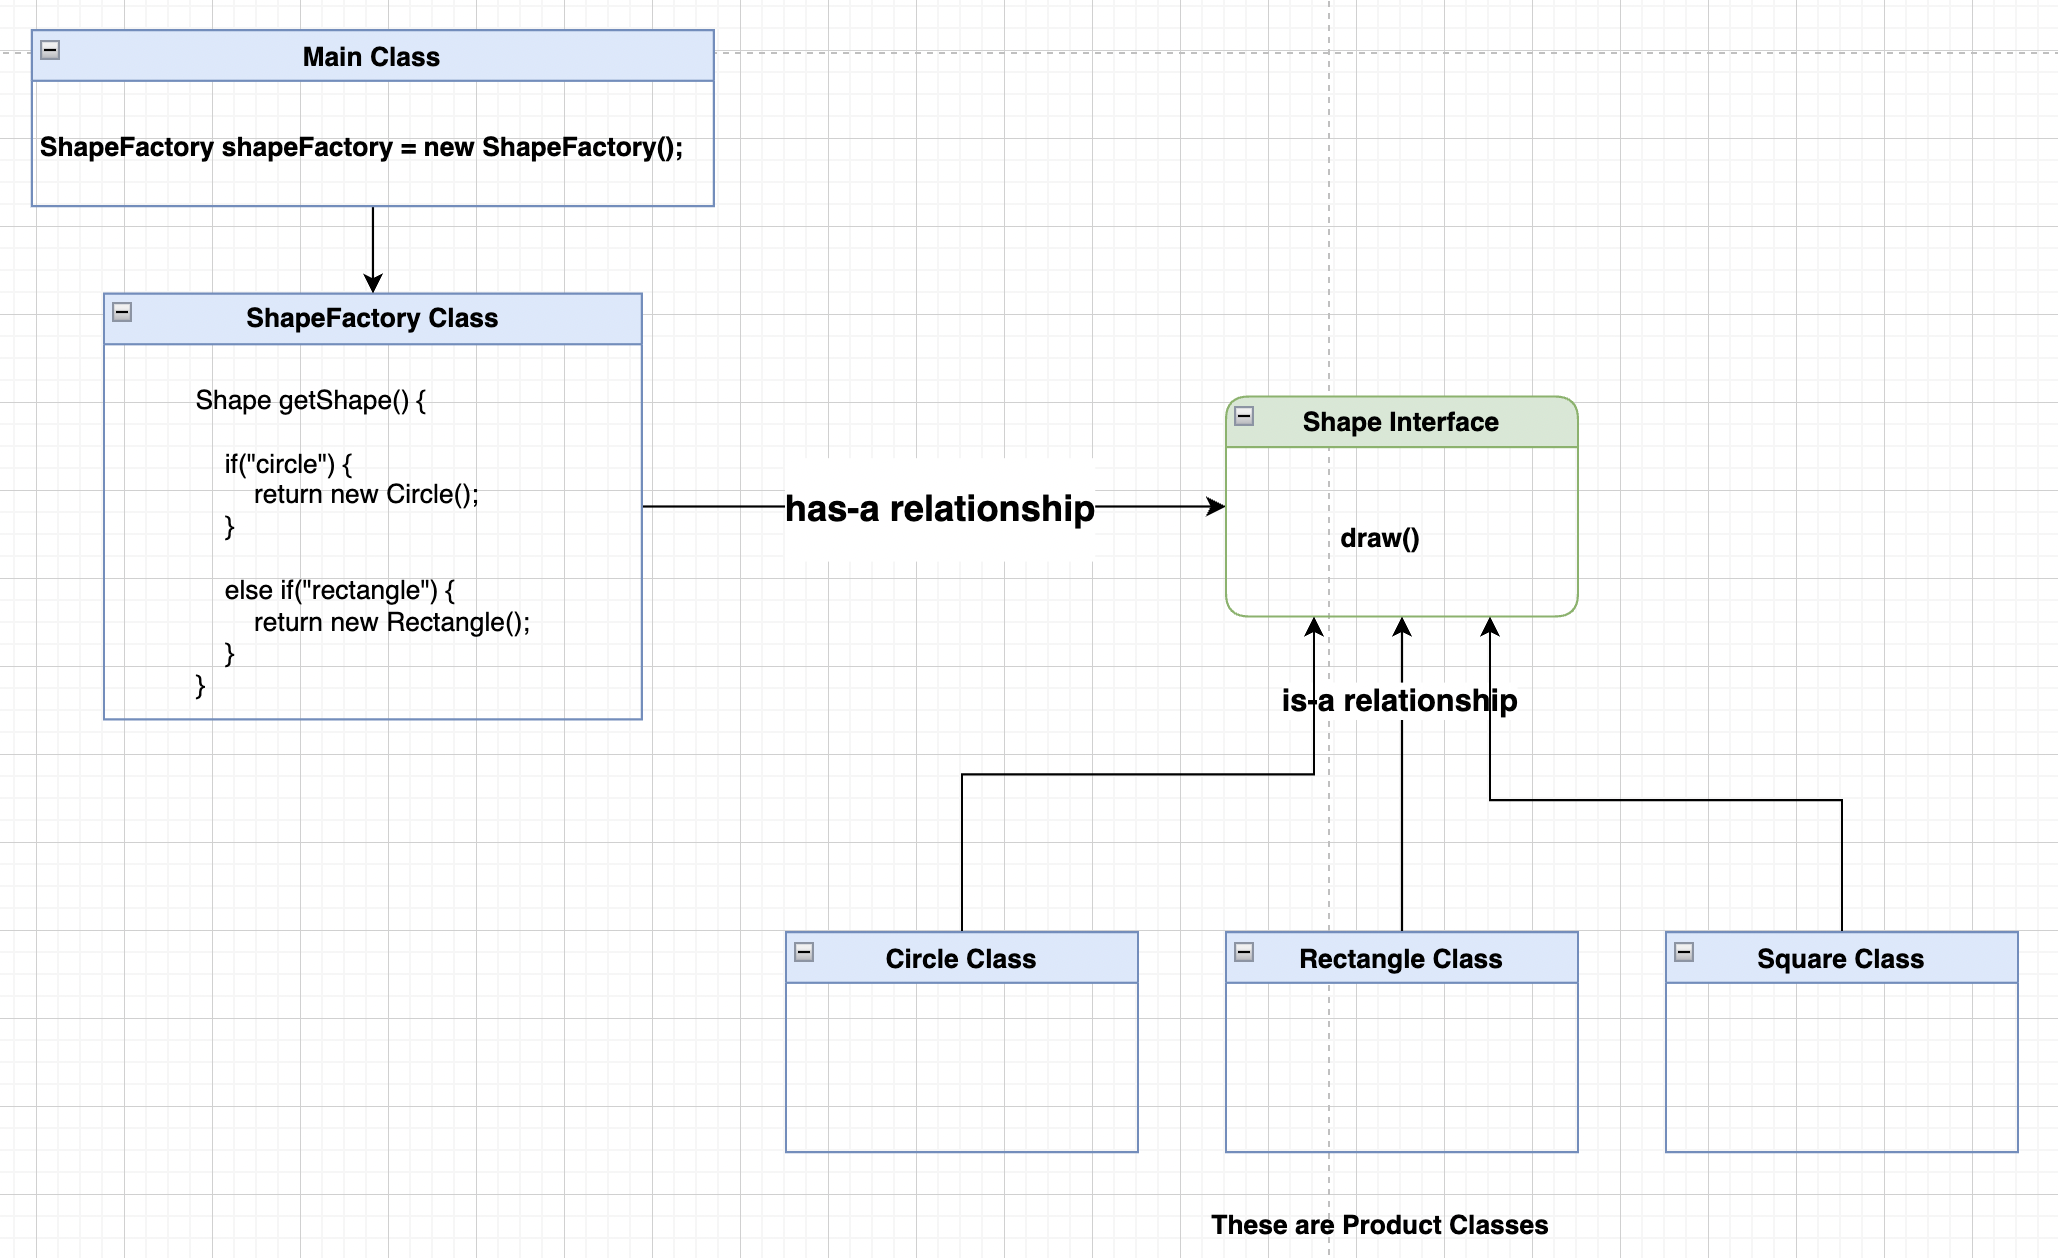 Main Class
ShapeFactory shapeFactory = new ShapeFactory();
ShapeFactory Class
Shape getShape() {
if("circle") {
return new Circle();
}
else if("rectangle") {
return new Rectangle();
}
}
has-a relationship
Shape Interface
draw()
is-a relationship
Circle Class
Rectangle Class
Square Class
These are Product Classes